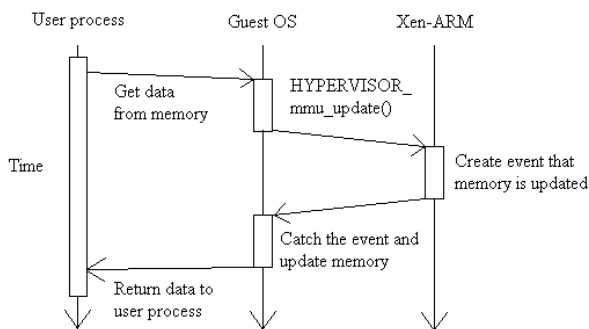 User process
Guest OS
Xen-ARM
Get data
from memory
HYPERVISOR_
mmu_update()
Time
Create event that
memory is updated
Catch the event and
update memory
Return data to
user process